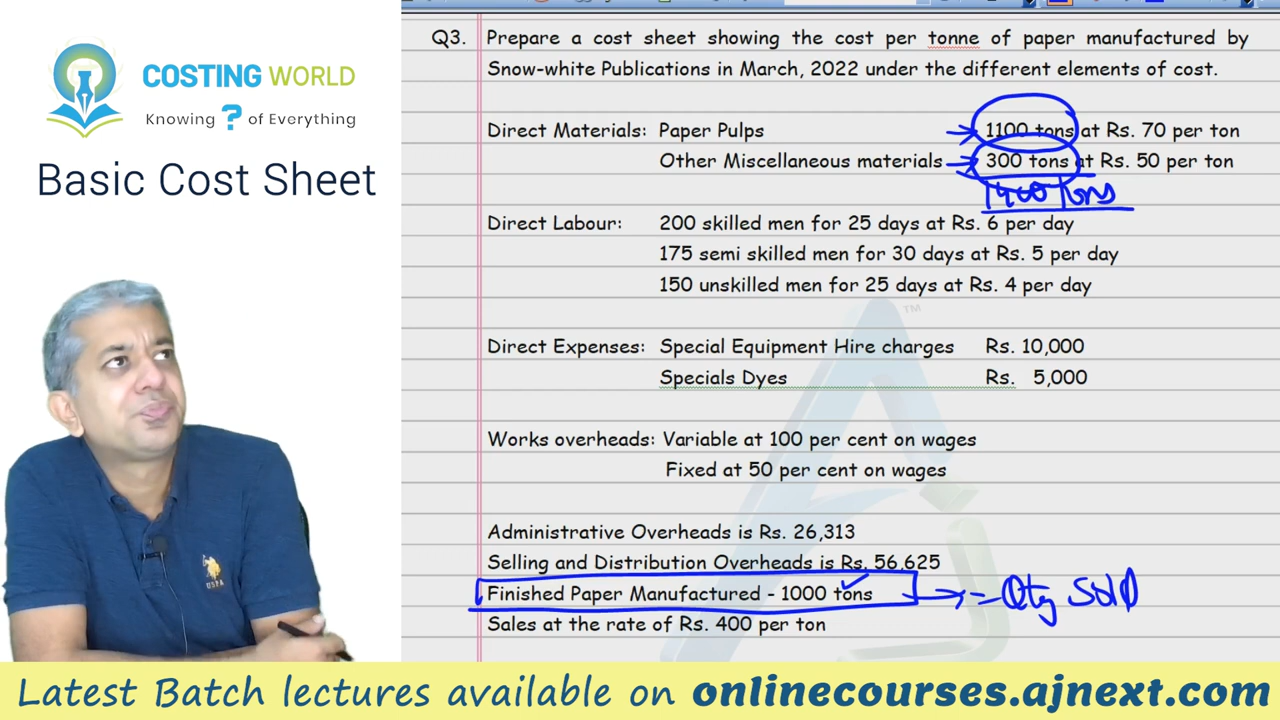 COSTING WORLD
Knowing ? of Everything
Basic Cost Sheet
Q3. Prepare a cost sheet showing the cost per tonne of paper manufactured by
Snow-white Publications in March, 2022 under the different elements of cost.
Direct Materials: Paper Pulps 1100 tons at Rs. 70 per ton
Other Miscellaneous materials 300 tons at Rs. 50 per ton
1400 tons
Direct Labour: 200 skilled men for 25 days at Rs. 6 per day
175 semi skilled men for 30 days at Rs. 5 per day
150 unskilled men for 25 days at Rs. 4 per day
TM
Direct Expenses: Special Equipment Hire charges Rs. 10,000
Specials Dyes Rs. 5,000
Works overheads: Variable at 100 per cent on wages
Fixed at 50 per cent on wages
Administrative Overheads is Rs. 26,313
Selling and Distribution Overheads is Rs. 56,625
Finished Paper Manufactured - 1000 tons = Qty Sold
Sales at the rate of Rs. 400 per ton
USPA
Latest Batch lectures available on onlinecourses.ajnext.com